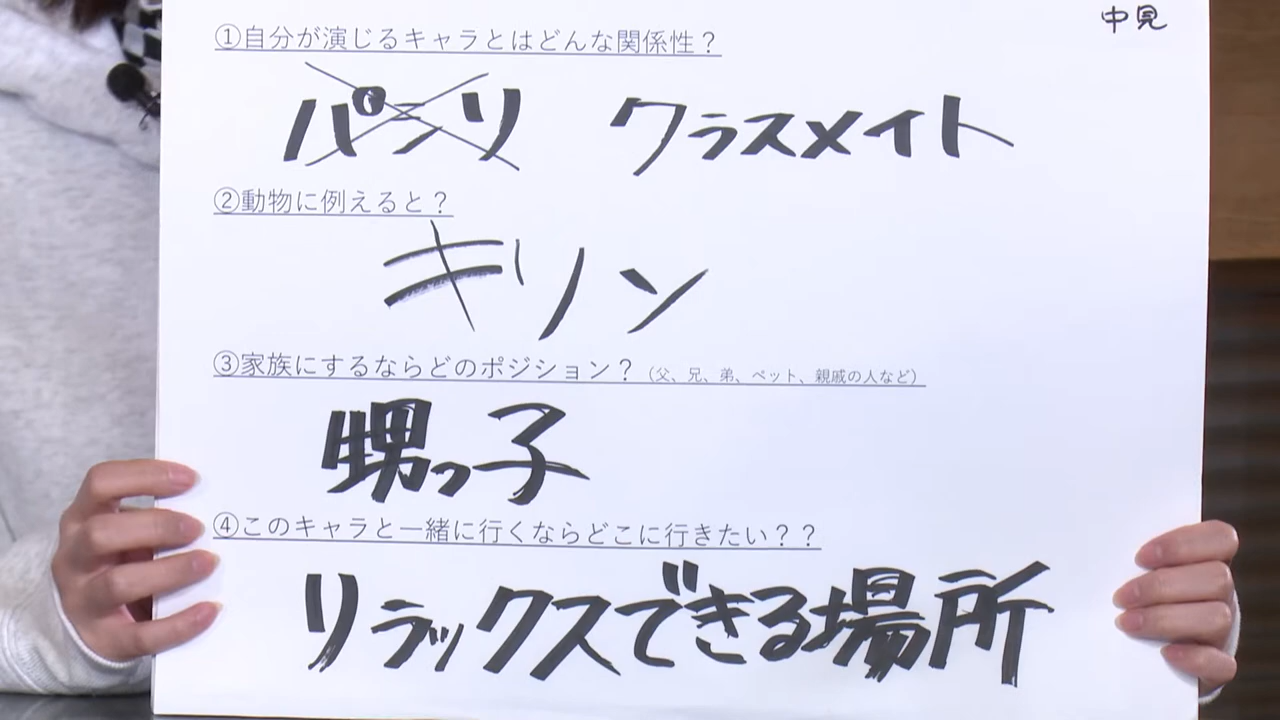 中見
①自分が演じるキャラとはどんな関係性？
パシリ クラスメイト
②動物に例えると？
キリン
③家族にするならどのポジション？（父、兄、弟、ペット、親戚の人など）
甥っ子
④このキャラと一緒に行くならどこに行きたい？？
リラックスできる場所